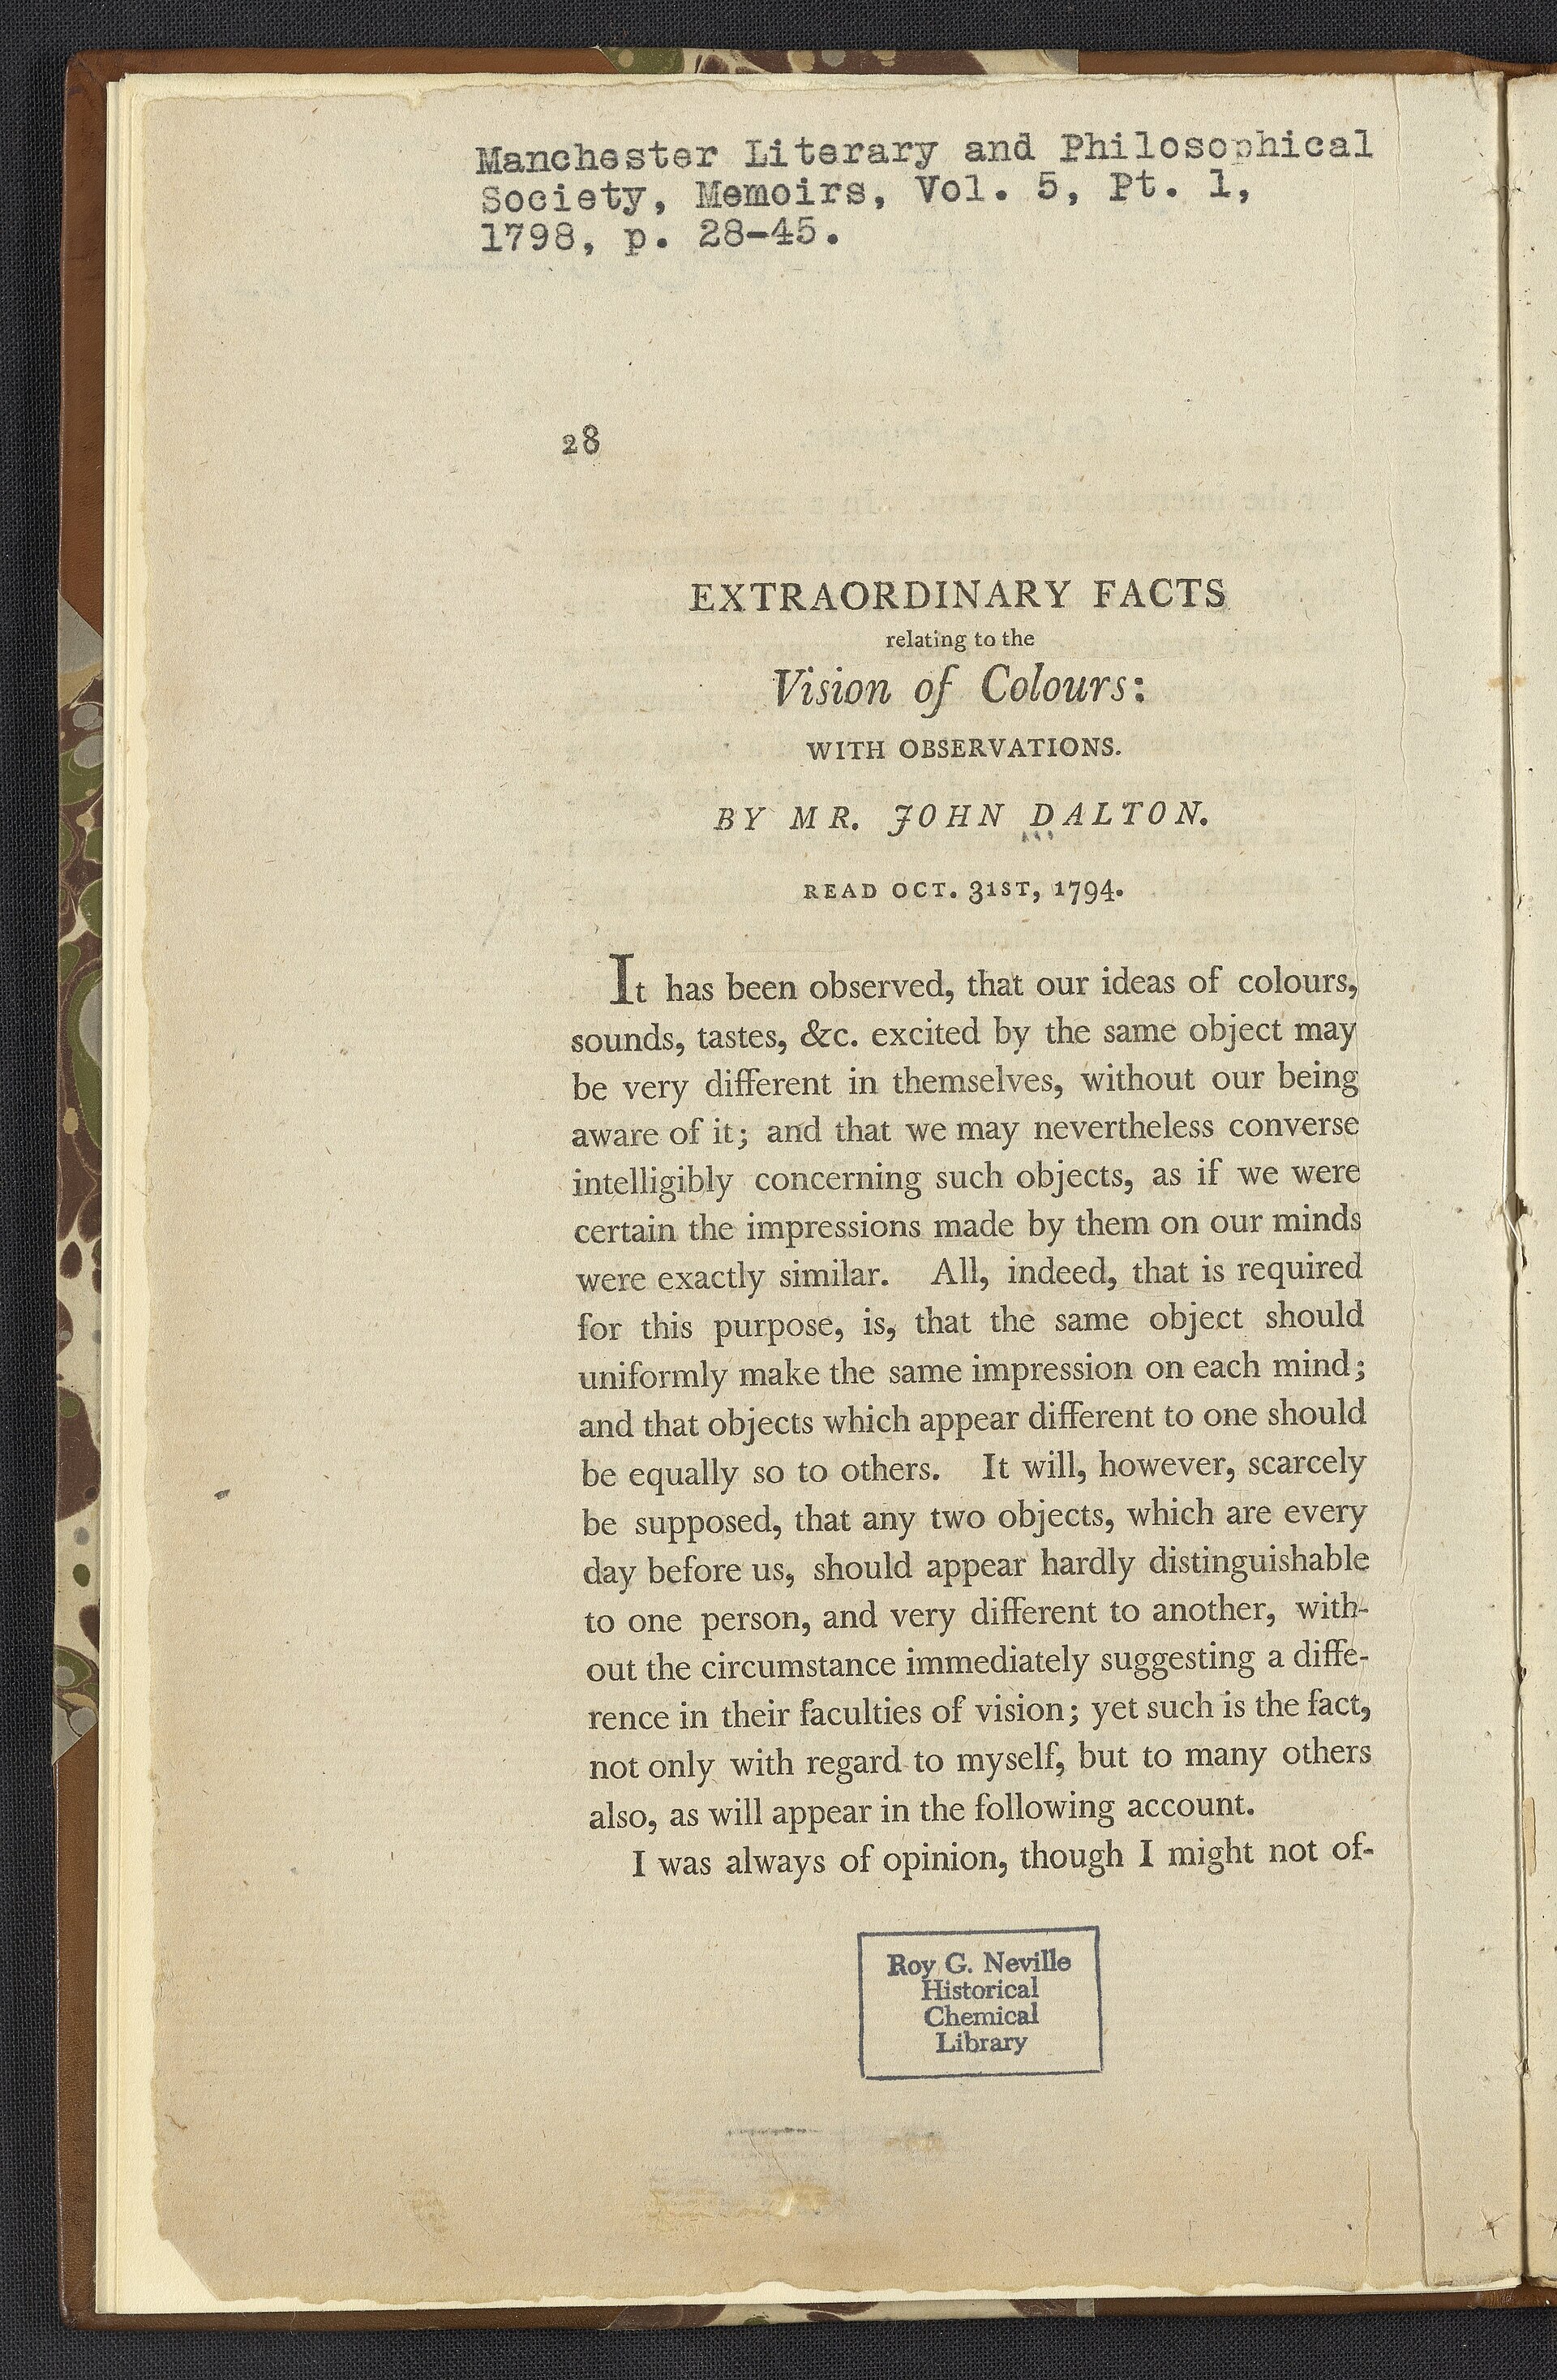 Manchester Literary and Philosophical
Society, Memoirs, Vol. 5, Pt. 1,
1798, p. 28-45.
28
EXTRAORDINARY FACTS
relating to the
Vision of Colours:
WITH OBSERVATIONS.
BY MR. JOHN DALTON.
READ OCT. 31ST, 1794.
It has been observed, that our ideas of colours,
sounds, tastes, &c. excited by the same object may
be very different in themselves, without our being
aware of it; and that we may nevertheless converse
intelligibly concerning such objects, as if we were
certain the impressions made by them on our minds
were exactly similar. All, indeed, that is required
for this purpose, is, that the same object should
uniformly make the same impression on each mind;
and that objects which appear different to one should
be equally so to others. It will, however, scarcely
be supposed, that any two objects, which are every
day before us, should appear hardly distinguishable
to one person, and very different to another, with-
out the circumstance immediately suggesting a diffe-
rence in their faculties of vision; yet such is the fact,
not only with regard to myself, but to many others
also, as will appear in the following account.
I was always of opinion, though I might not of-
Roy G. Neville
Historical
Chemical
Library